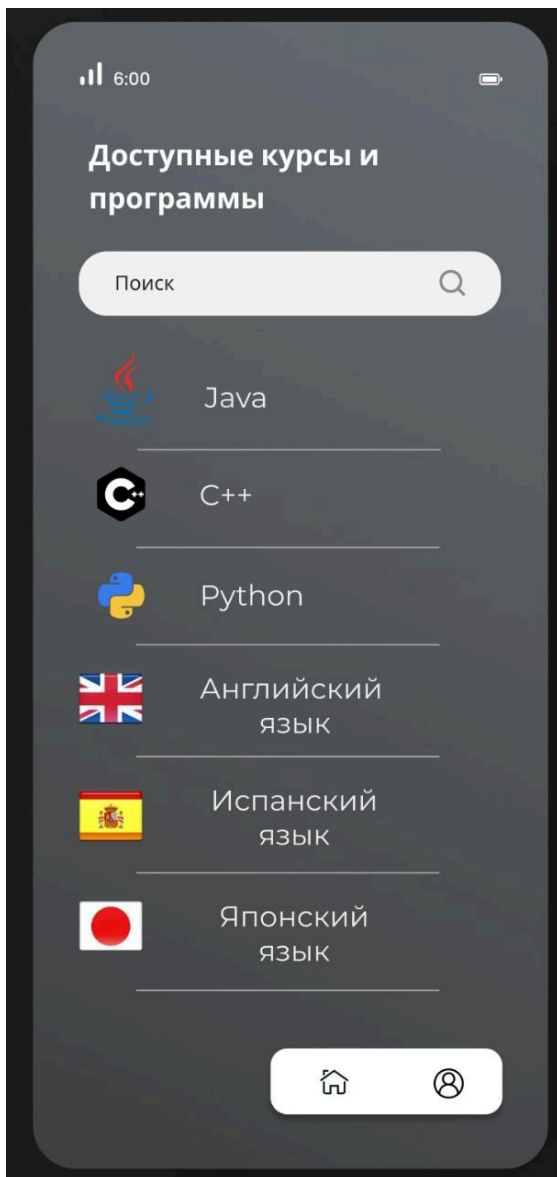 6:00
Доступные курсы и
программы
Поиск
Java
C++
C++
Python
Английский
язык
Испанский
язык
Японский
язык